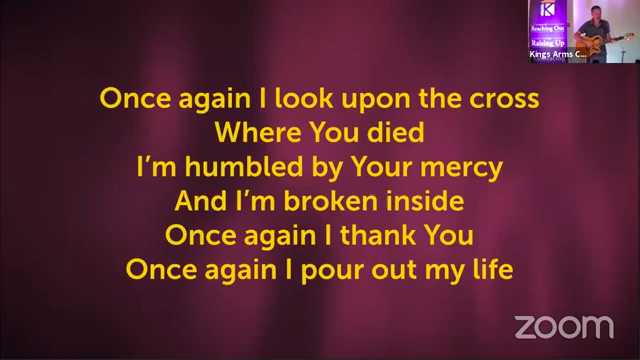 Once again I look upon the cross
Where You died
I'm humbled by Your mercy
And I'm broken inside
Once again I thank You
Once again I pour out my life
K
Reaching Out
Raising Up
Kings Arms C...
zoom